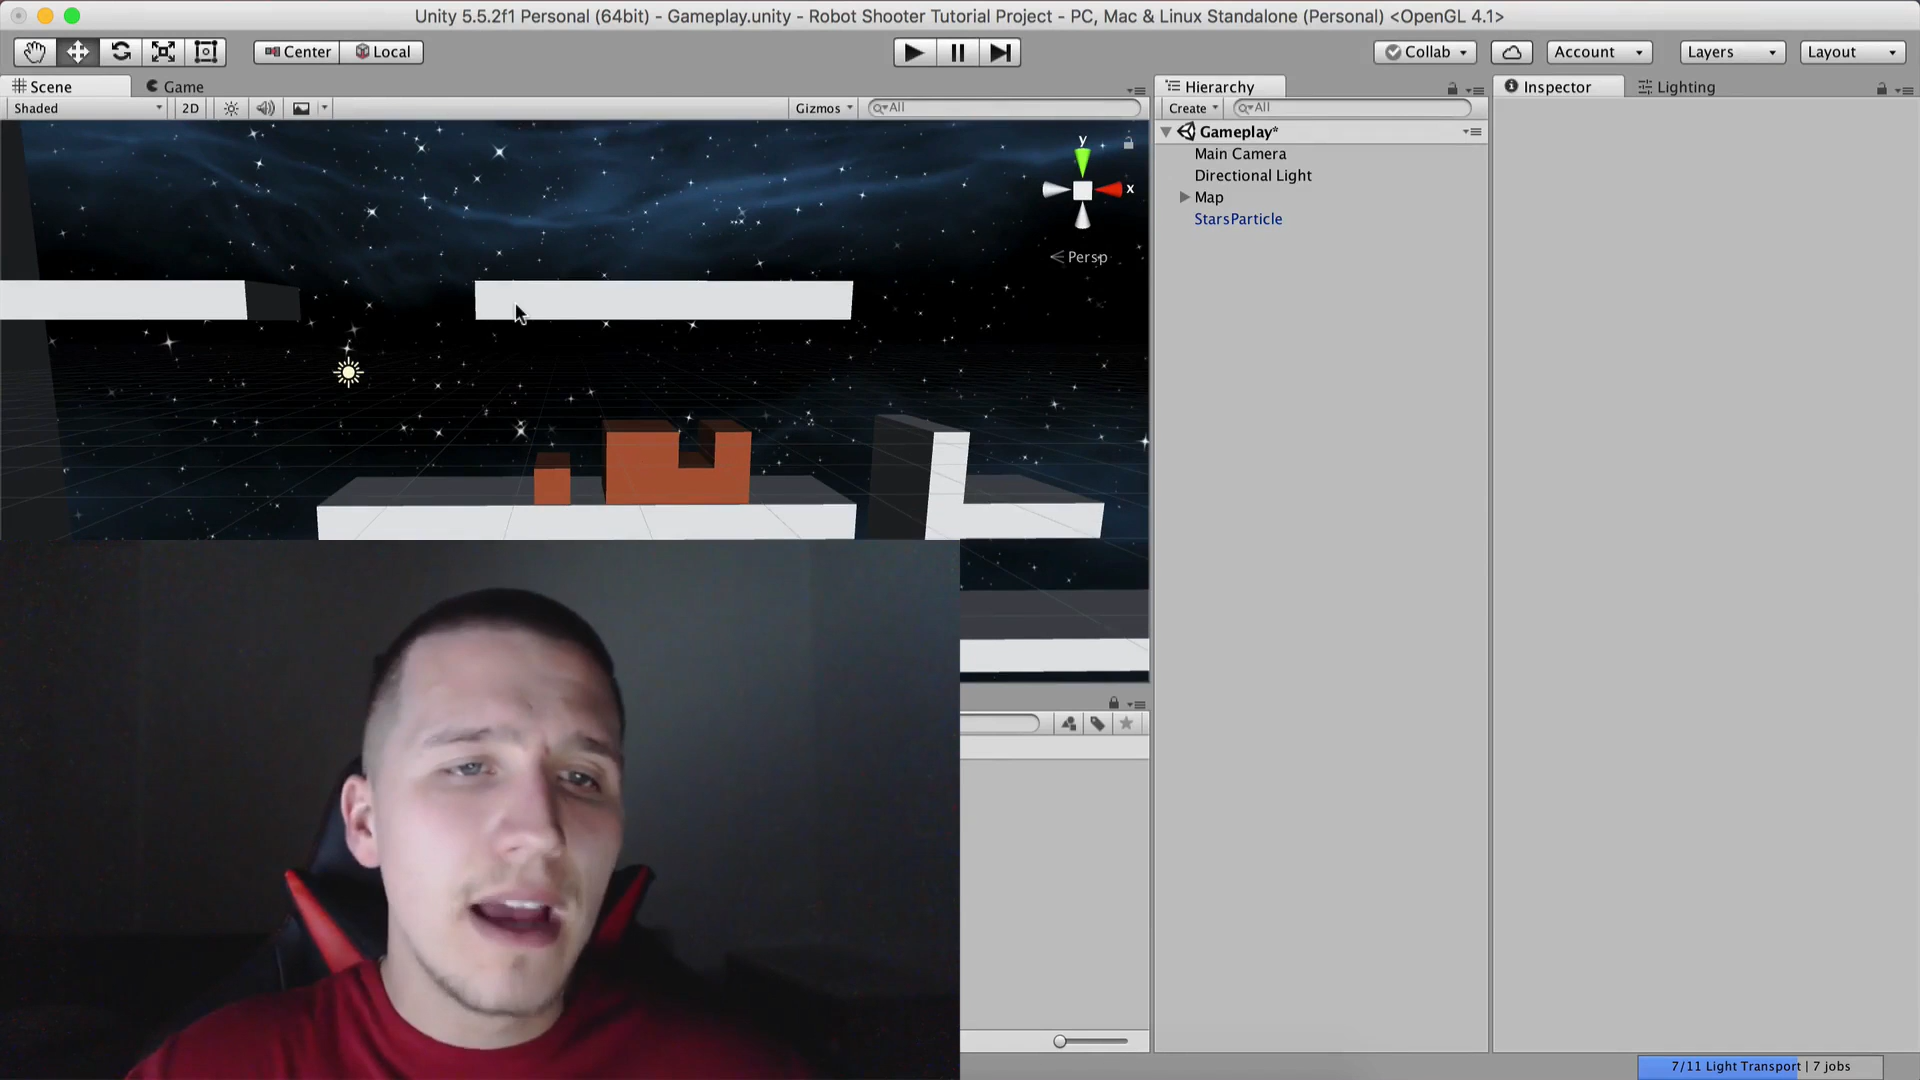 Unity 5.5.2f1 Personal (64bit) - Gameplay.unity - Robot Shooter Tutorial Project - PC, Mac & Linux Standalone (Personal) <OpenGL 4.1>
Center Local Collab Account Layers Layout
Scene Game Hierarchy Inspector Lighting
Shaded 2D Gizmos All Create All
Gameplay*
Main Camera
Directional Light
Map
StarsParticle
y
x
Persp
7/11 Light Transport | 7 jobs